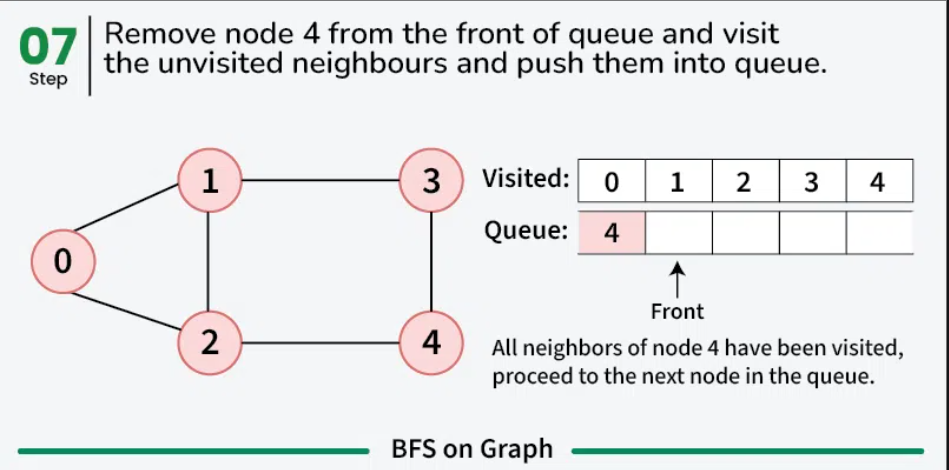 07
Step
Remove node 4 from the front of queue and visit
the unvisited neighbours and push them into queue.
1
3
0
2
4
Visited: 0 1 2 3 4
Queue: 4
Front
All neighbors of node 4 have been visited,
proceed to the next node in the queue.
BFS on Graph